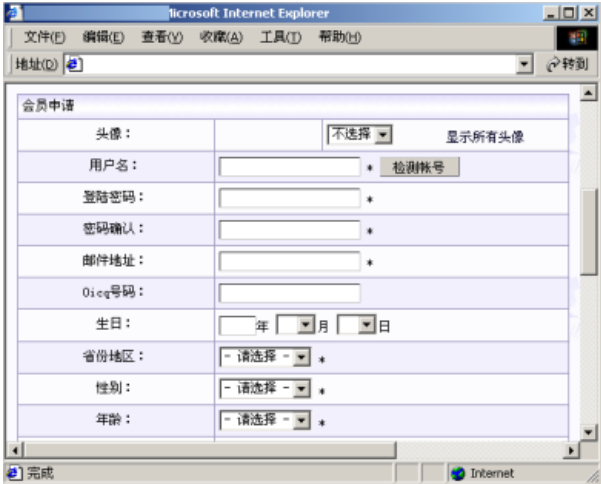 Microsoft Internet Explorer
文件(F) 编辑(E) 查看(V) 收藏(A) 工具(T) 帮助(H)
地址(D) 转到
会员申请
头像： 不选择 显示所有头像
用户名： * 检测帐号
登陆密码： *
密码确认： *
邮件地址： *
Oicq号码：
生日： 年 月 日
省份地区： - 请选择 - *
性别： - 请选择 - *
年龄： - 请选择 - *
完成 Internet